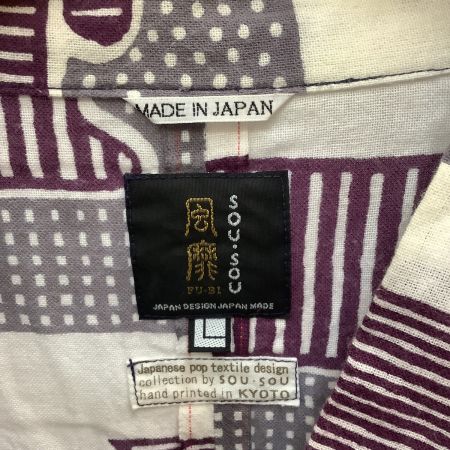 MADE IN JAPAN
風靡
SOU·SOU
FU-BI
JAPAN DESIGN JAPAN MADE
L
Japanese pop textile design
collection by SOU·SOU
hand printed in KYOTO